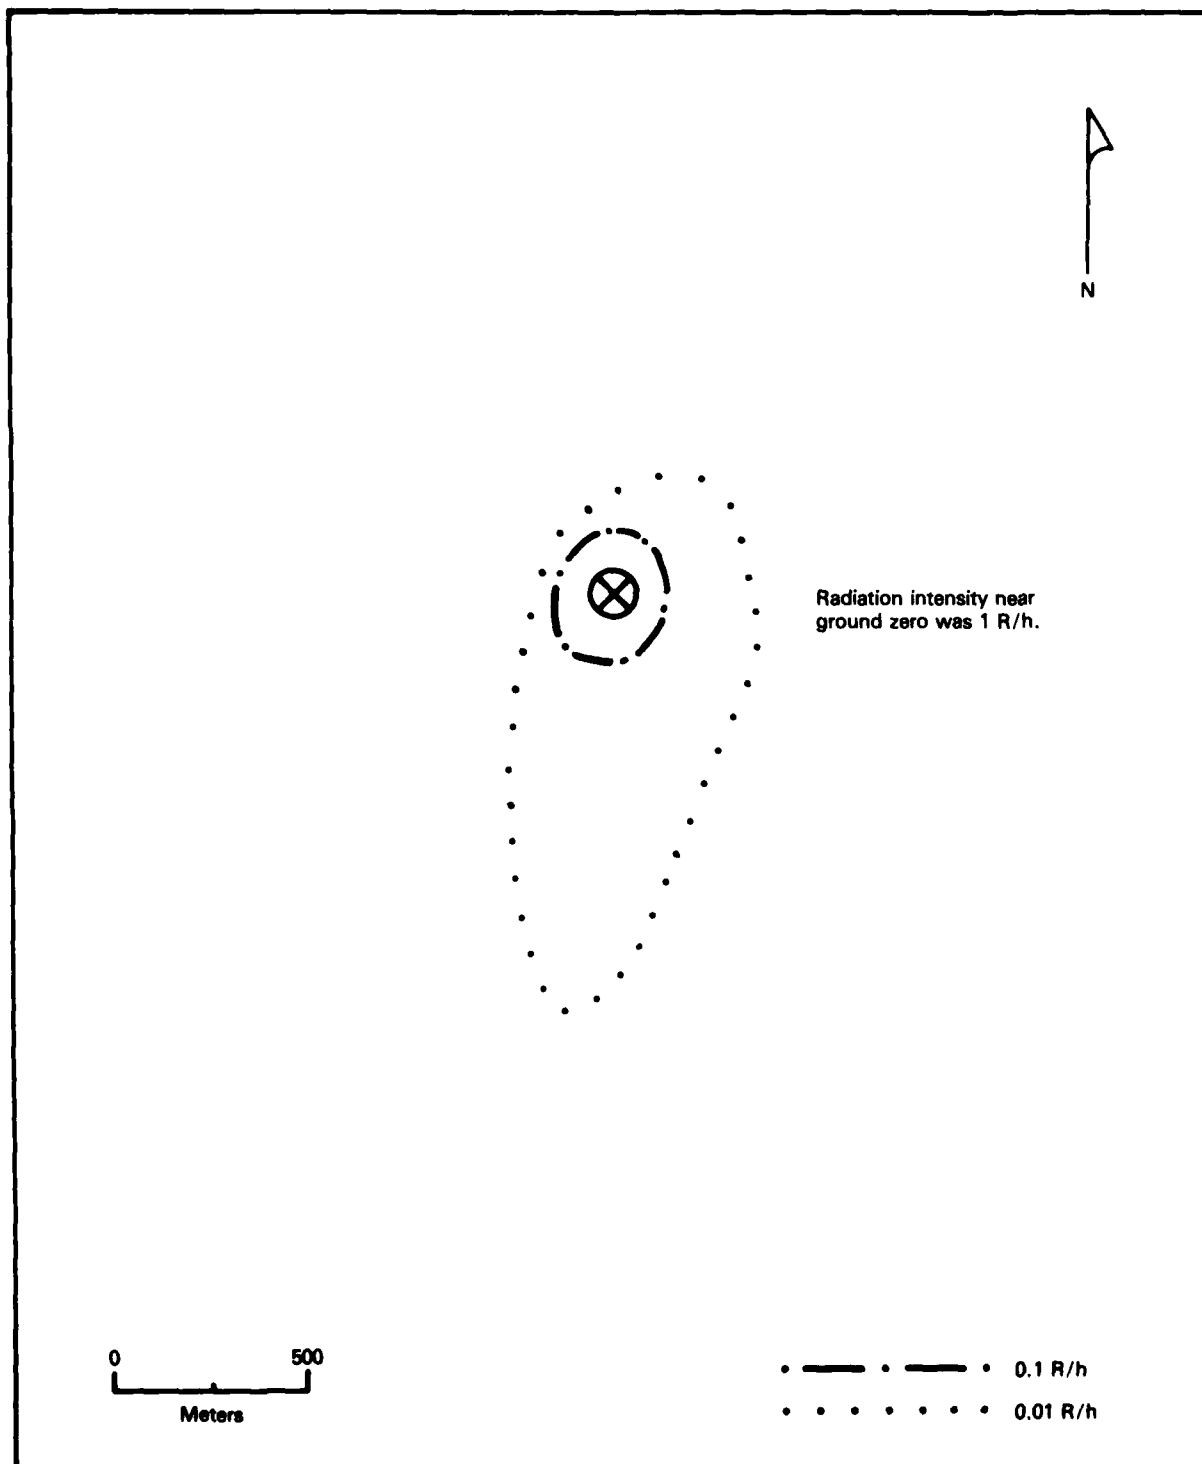 N
Radiation intensity near
ground zero was 1 R/h.
0 500
Meters
0.1 R/h
0.01 R/h